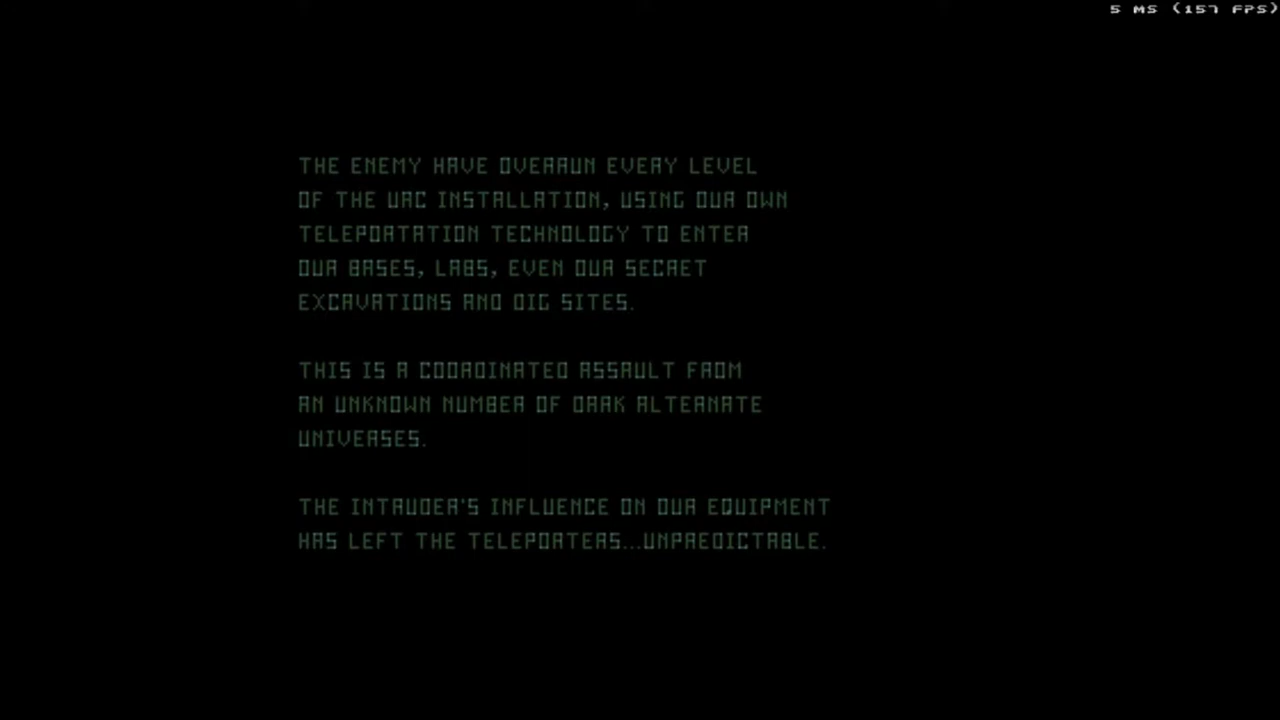 5 MS (157 FPS)
THE ENEMY HAVE OVERRUN EVERY LEVEL
OF THE UAC INSTALLATION, USING OUR OWN
TELEPORTATION TECHNOLOGY TO ENTER
OUR BASES, LABS, EVEN OUR SECRET
EXCAVATIONS AND DIG SITES.
THIS IS A COORDINATED ASSAULT FROM
AN UNKNOWN NUMBER OF DARK ALTERNATE
UNIVERSES.
THE INTRUDER'S INFLUENCE ON OUR EQUIPMENT
HAS LEFT THE TELEPORTERS...UNPREDICTABLE.